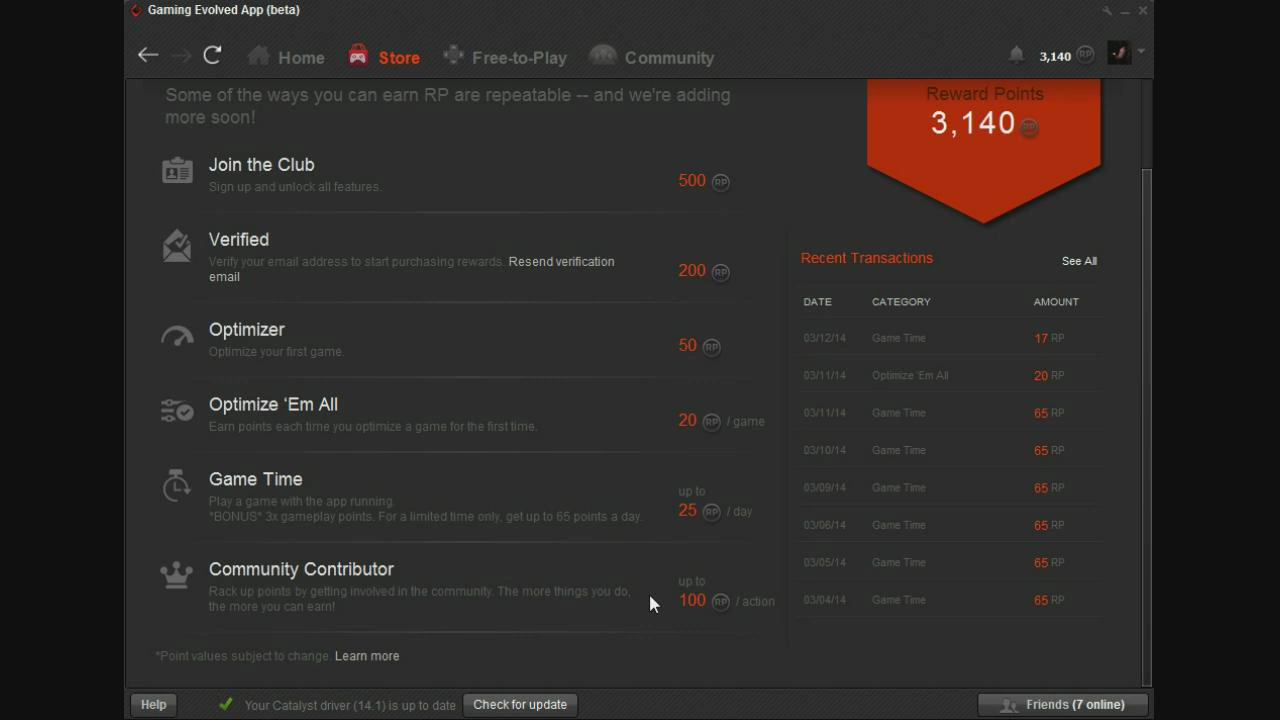 Gaming Evolved App (beta)
Home
Store
Free-to-Play
Community
3,140 RP
Some of the ways you can earn RP are repeatable -- and we're adding
more soon!
Reward Points
3,140 RP
Join the Club
Sign up and unlock all features.
500 RP
Verified
Verify your email address to start purchasing rewards. Resend verification
email
200 RP
Optimizer
Optimize your first game.
50 RP
Optimize 'Em All
Earn points each time you optimize a game for the first time.
20 RP / game
Game Time
Play a game with the app running.
*BONUS* 3x gameplay points. For a limited time only, get up to 65 points a day.
up to
25 RP / day
Community Contributor
Rack up points by getting involved in the community. The more things you do,
the more you can earn!
up to
100 RP / action
*Point values subject to change. Learn more
Recent Transactions
See All
DATE CATEGORY AMOUNT
03/12/14 Game Time 17 RP
03/11/14 Optimize 'Em All 20 RP
03/11/14 Game Time 65 RP
03/10/14 Game Time 65 RP
03/09/14 Game Time 65 RP
03/06/14 Game Time 65 RP
03/05/14 Game Time 65 RP
03/04/14 Game Time 65 RP
Help
Your Catalyst driver (14.1) is up to date
Check for update
Friends (7 online)